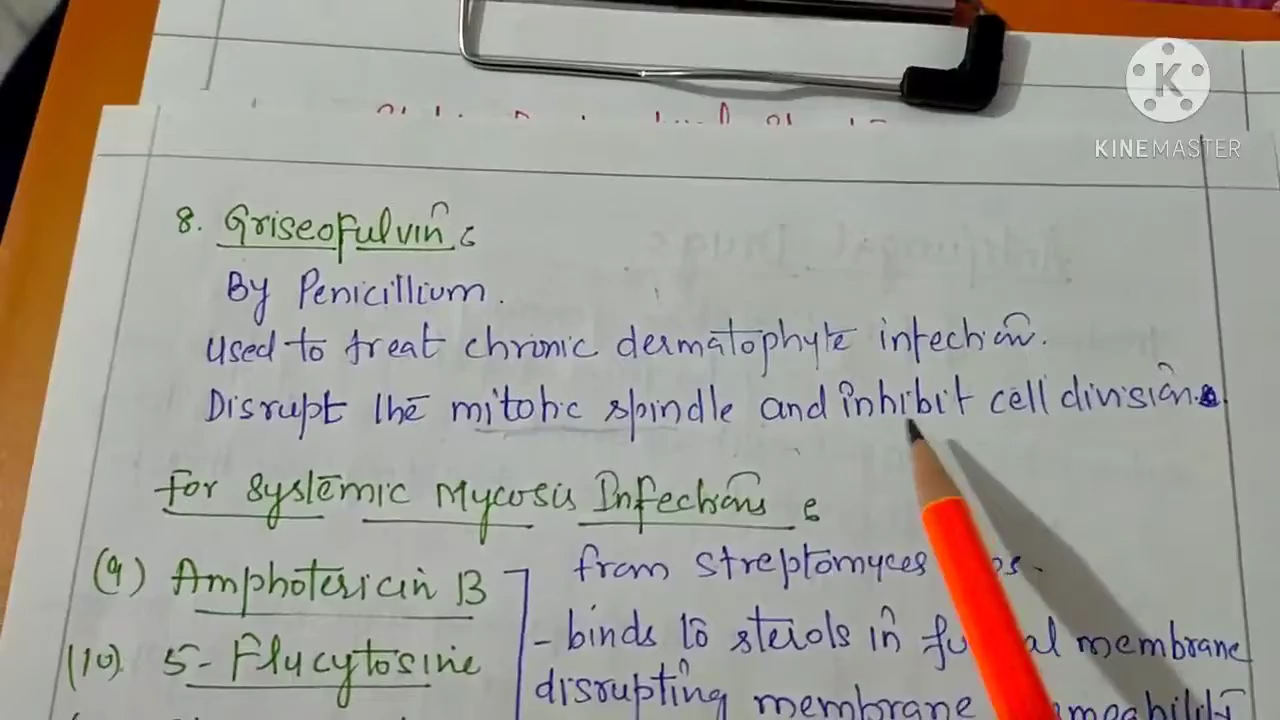 K
KINEMASTER
8. Griseofulvin :
By Penicillium.
Used to treat chronic dermatophyte infection.
Disrupt the mitotic spindle and inhibit cell division.
For Systemic Mycosis Infections :
(9) Amphotericin B
from streptomyces
- binds to sterols in membrane
(10). 5- Flucytosine
disrupting membrane